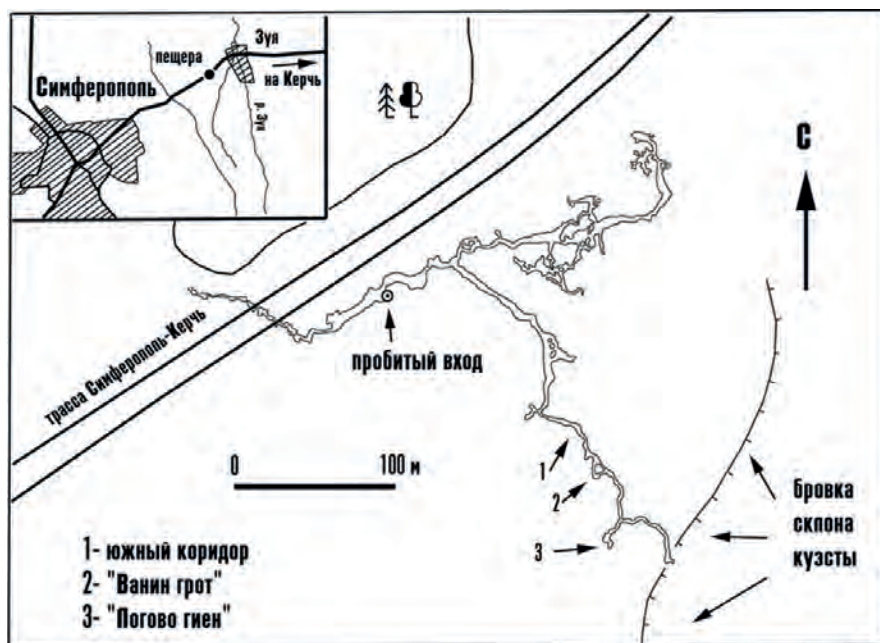 Зуя
пещера
на Керчь
Симферополь
р. Зуя
С
трасса Симферополь-Керчь
пробитый вход
0 100 м
1
2
3
бровка
склона
куэсты
1- южный коридор
2- "Ванин грот"
3- "Логово гиен"